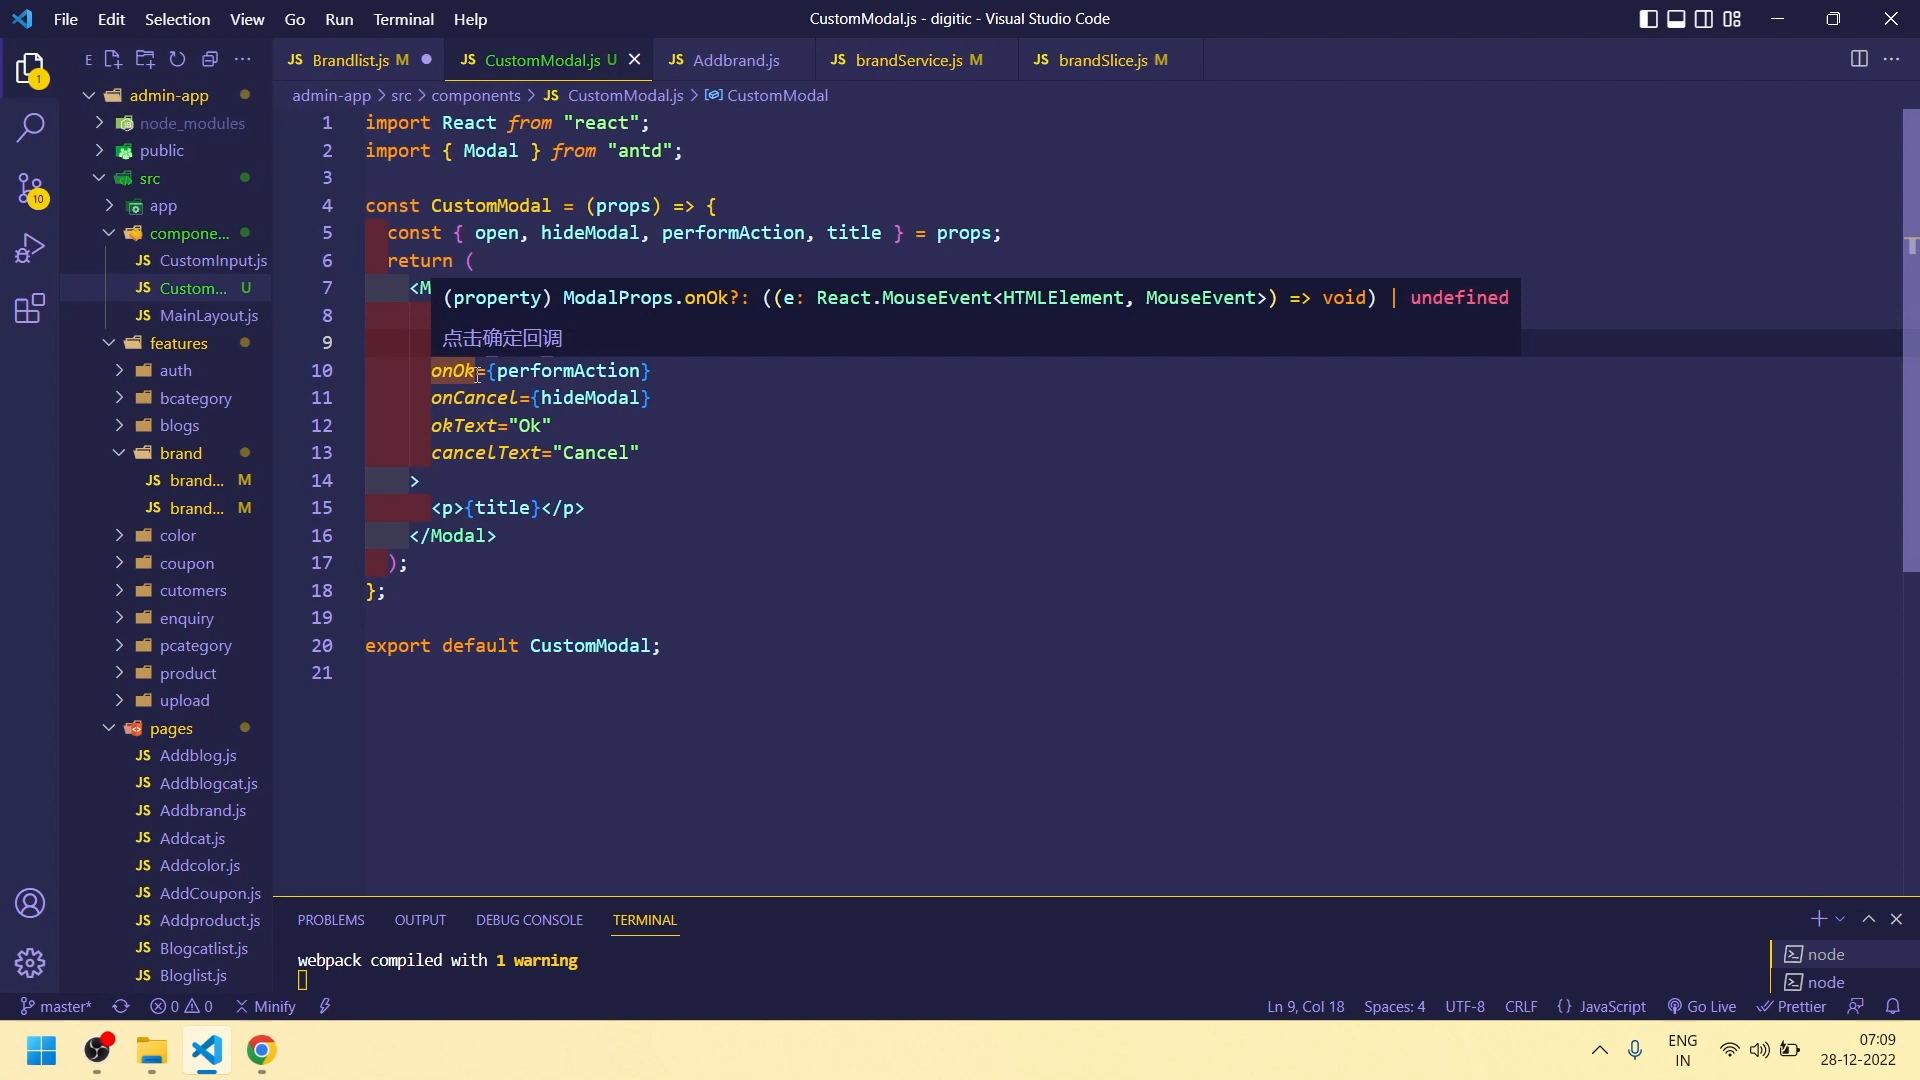 File Edit Selection View Go Run Terminal Help
CustomModal.js - digitic - Visual Studio Code
E
JS Brandlist.js M
JS CustomModal.js U
JS Addbrand.js
JS brandService.js M
JS brandSlice.js M
admin-app > src > components > JS CustomModal.js > CustomModal
1
10
admin-app
node_modules
public
src
app
compone...
JS CustomInput.js
JS Custom... U
JS MainLayout.js
features
auth
bcategory
blogs
brand
JS brand... M
JS brand... M
color
coupon
cutomers
enquiry
pcategory
product
upload
pages
JS Addblog.js
JS Addblogcat.js
JS Addbrand.js
JS Addcat.js
JS Addcolor.js
JS AddCoupon.js
JS Addproduct.js
JS Blogcatlist.js
JS Bloglist.js
1 import React from "react";
2 import { Modal } from "antd";
3
4 const CustomModal = (props) => {
5 const { open, hideModal, performAction, title } = props;
6 return (
7 <M
(property) ModalProps.onOk?: ((e: React.MouseEvent<HTMLElement, MouseEvent>) => void) | undefined
8
点击确定回调
9
10 onOk={performAction}
11 onCancel={hideModal}
12 okText="Ok"
13 cancelText="Cancel"
14 >
15 <p>{title}</p>
16 </Modal>
17 );
18 };
19
20 export default CustomModal;
21
PROBLEMS OUTPUT DEBUG CONSOLE TERMINAL
webpack compiled with 1 warning
node
node
master* 0 0 Minify
Ln 9, Col 18 Spaces: 4 UTF-8 CRLF {} JavaScript Go Live Prettier
ENG
IN
07:09
28-12-2022